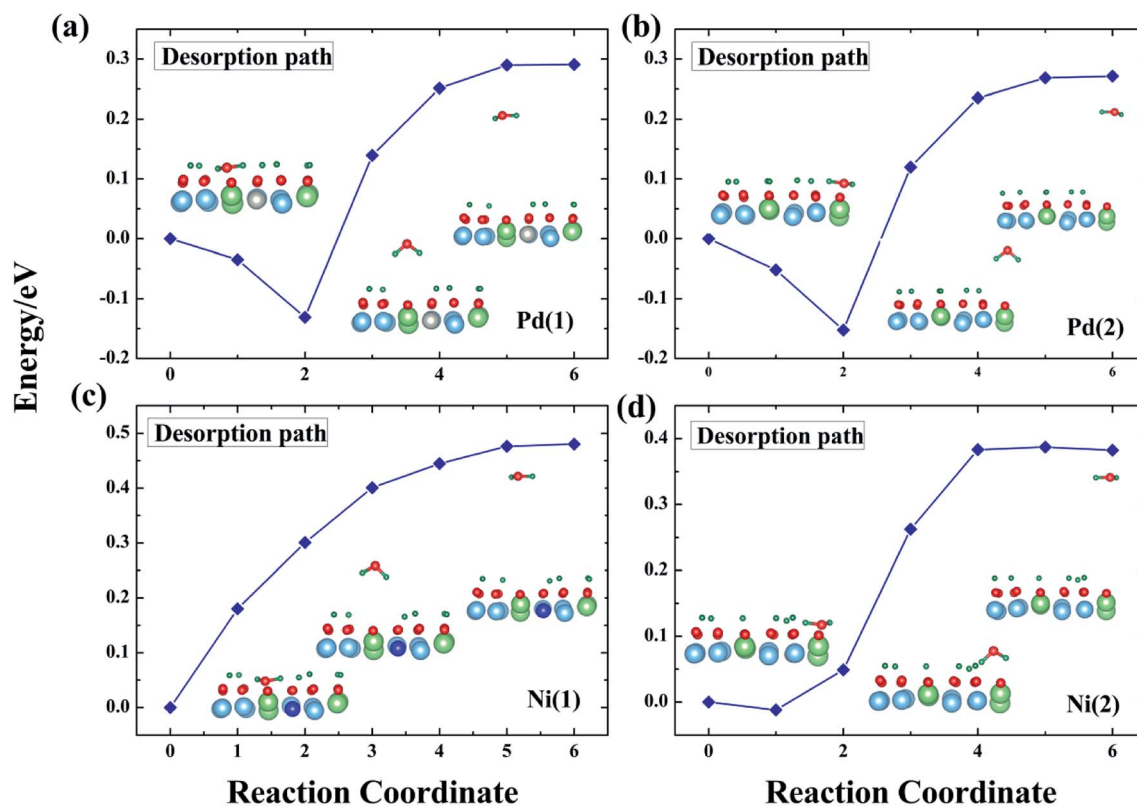 (a)
Desorption path
0.3
0.2
0.1
0.0
-0.1
-0.2
0
2
4
6
Pd(1)
(b)
Desorption path
0.3
0.2
0.1
0.0
-0.1
-0.2
0
2
4
6
Pd(2)
Energy/eV
(c)
Desorption path
0.5
0.4
0.3
0.2
0.1
0.0
0
1
2
3
4
5
6
Ni(1)
(d)
Desorption path
0.4
0.3
0.2
0.1
0.0
0
2
4
6
Ni(2)
Reaction Coordinate
Reaction Coordinate